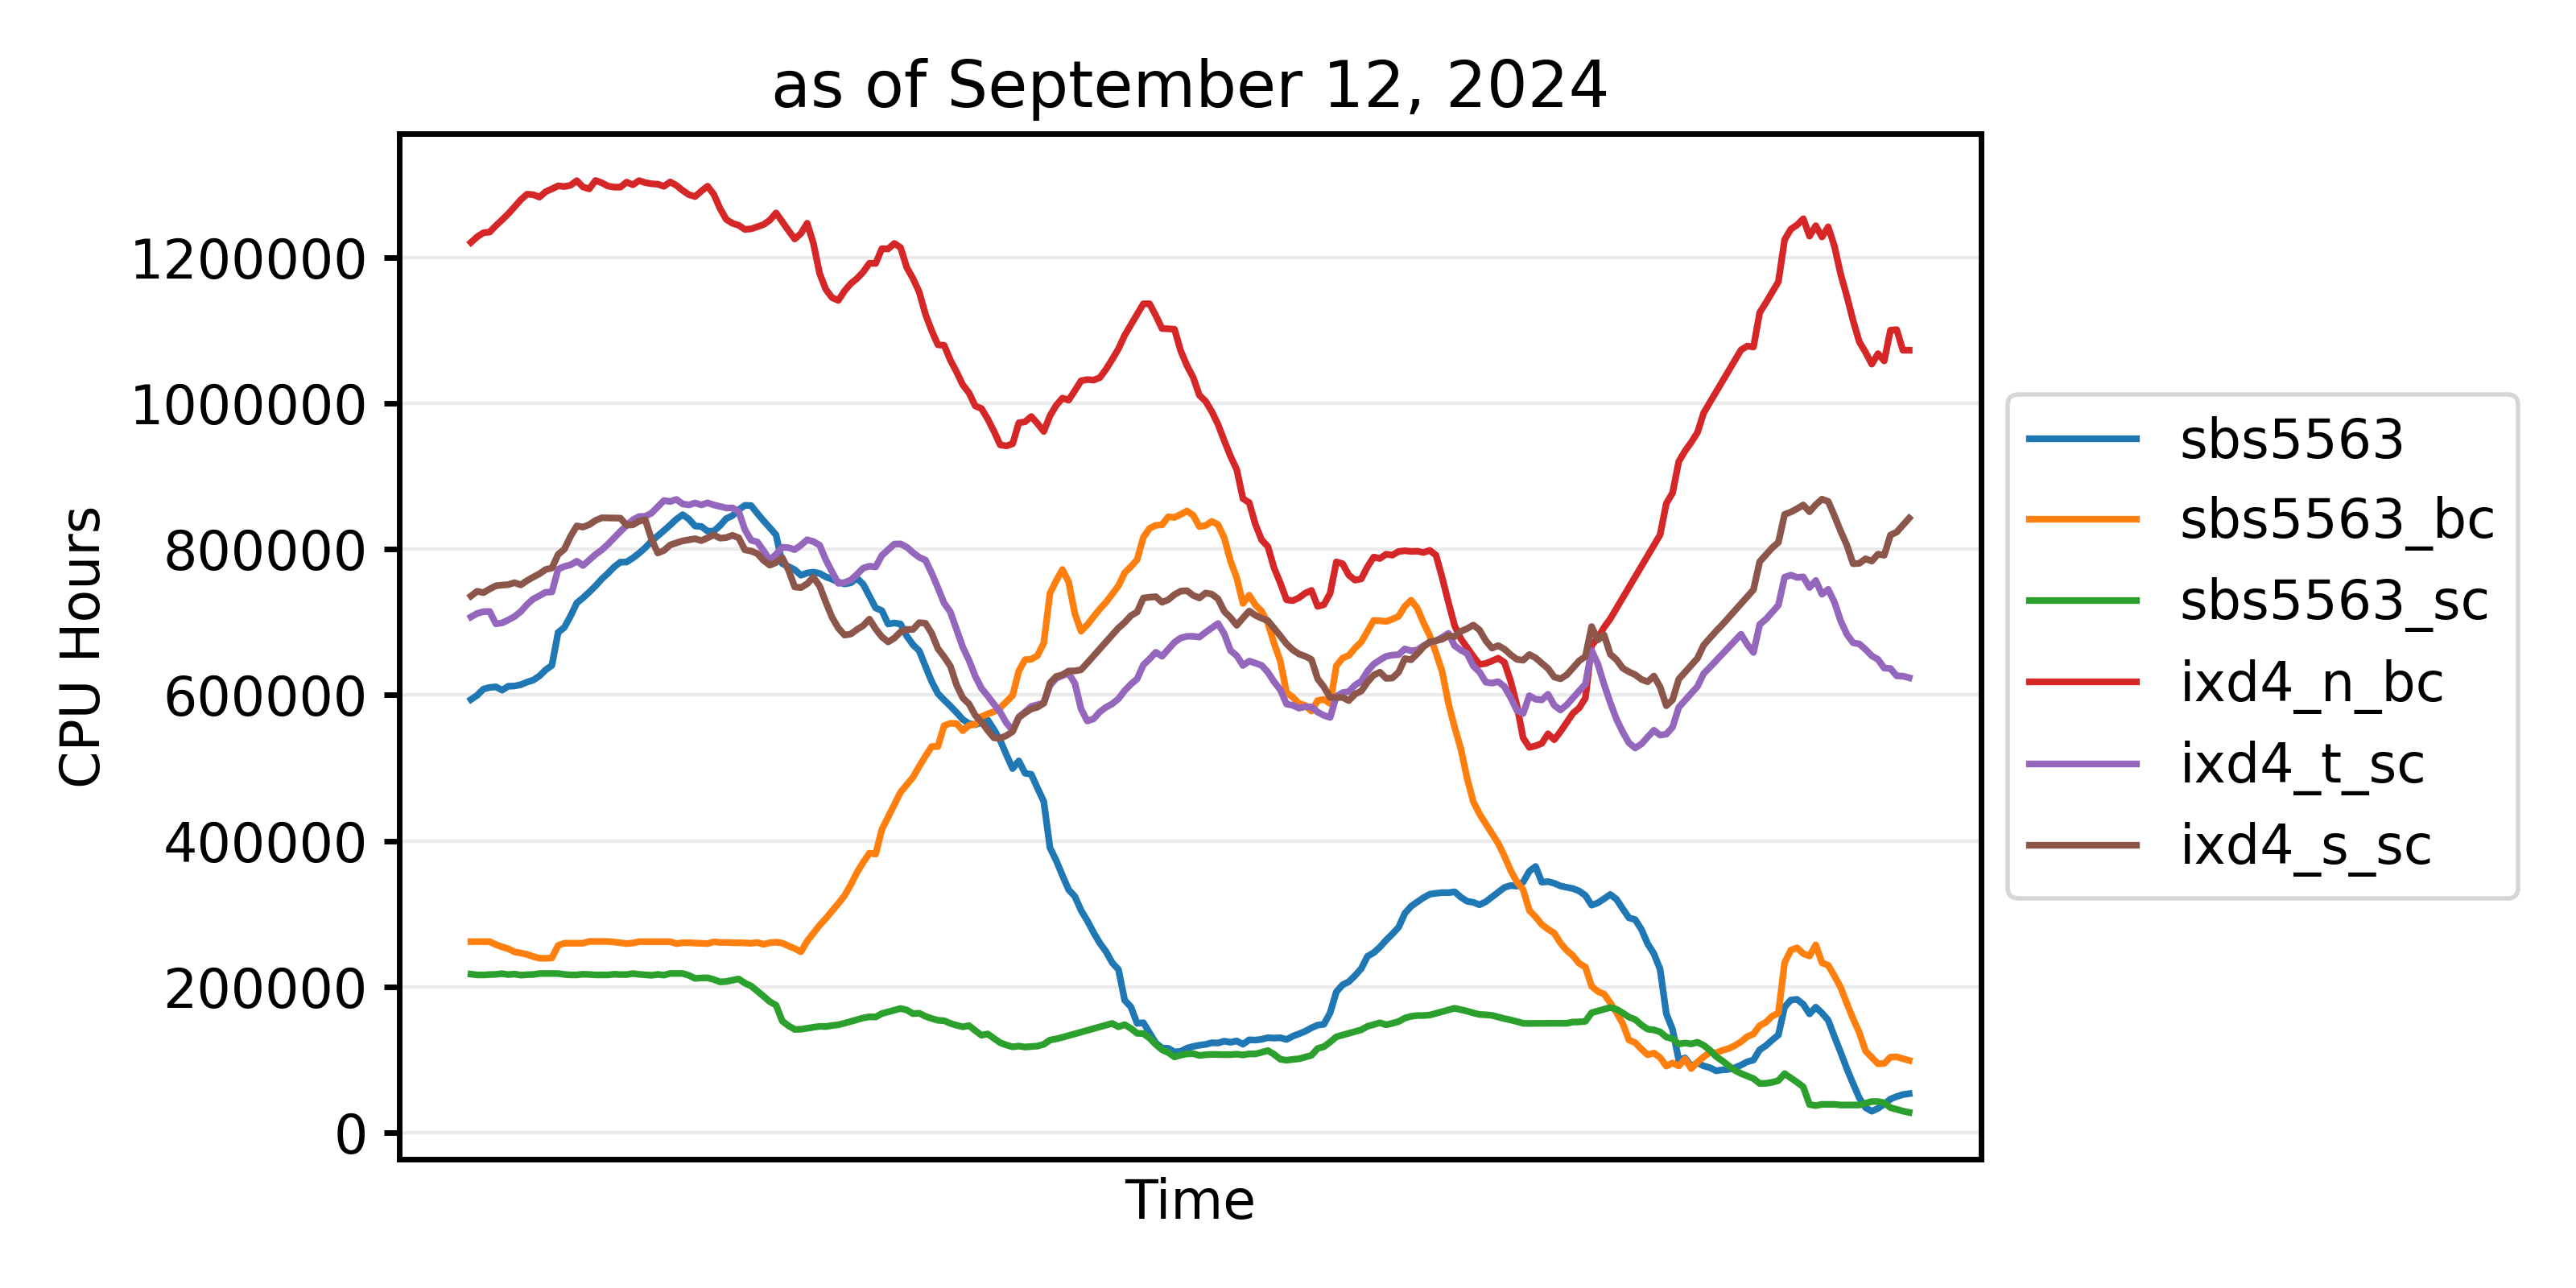 as of September 12, 2024
CPU Hours
1200000
1000000
800000
600000
400000
200000
0
Time
sbs5563
sbs5563_bc
sbs5563_sc
ixd4_n_bc
ixd4_t_sc
ixd4_s_sc